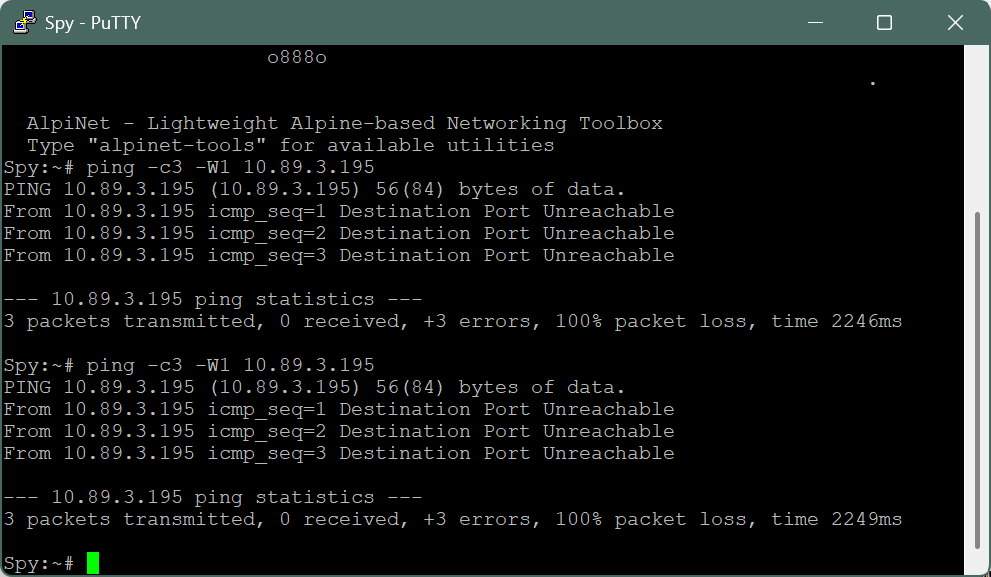 Spy - PuTTY
o888o
.
AlpiNet - Lightweight Alpine-based Networking Toolbox
Type "alpinet-tools" for available utilities
Spy:~# ping -c3 -W1 10.89.3.195
PING 10.89.3.195 (10.89.3.195) 56(84) bytes of data.
From 10.89.3.195 icmp_seq=1 Destination Port Unreachable
From 10.89.3.195 icmp_seq=2 Destination Port Unreachable
From 10.89.3.195 icmp_seq=3 Destination Port Unreachable
--- 10.89.3.195 ping statistics ---
3 packets transmitted, 0 received, +3 errors, 100% packet loss, time 2246ms
Spy:~# ping -c3 -W1 10.89.3.195
PING 10.89.3.195 (10.89.3.195) 56(84) bytes of data.
From 10.89.3.195 icmp_seq=1 Destination Port Unreachable
From 10.89.3.195 icmp_seq=2 Destination Port Unreachable
From 10.89.3.195 icmp_seq=3 Destination Port Unreachable
--- 10.89.3.195 ping statistics ---
3 packets transmitted, 0 received, +3 errors, 100% packet loss, time 2249ms
Spy:~#